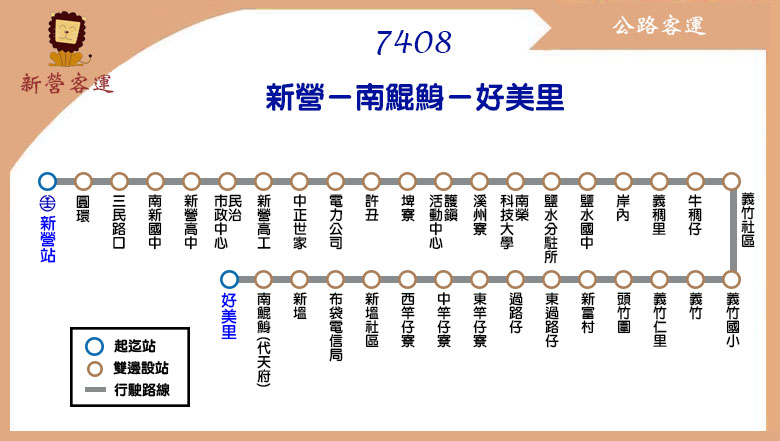 公路客運
7408
新營客運
新營－南鯤鯓－好美里
主 新營站
圓環
三民路口
南新國中
新營高中
民治
市政中心
新營高工
中正世家
電力公司
許丑
埤寮
護鎮
活動中心
溪州寮
南榮
科技大學
鹽水分駐所
鹽水國中
岸內
義稠里
牛稠仔
義竹社區
好美里
南鯤鯓(代天府)
新塭
布袋電信局
新塭社區
西竿仔寮
中竿仔寮
東竿仔寮
過路仔
東過路仔
新富村
頭竹圍
義竹仁里
義竹
義竹國小
起迄站
雙邊設站
行駛路線